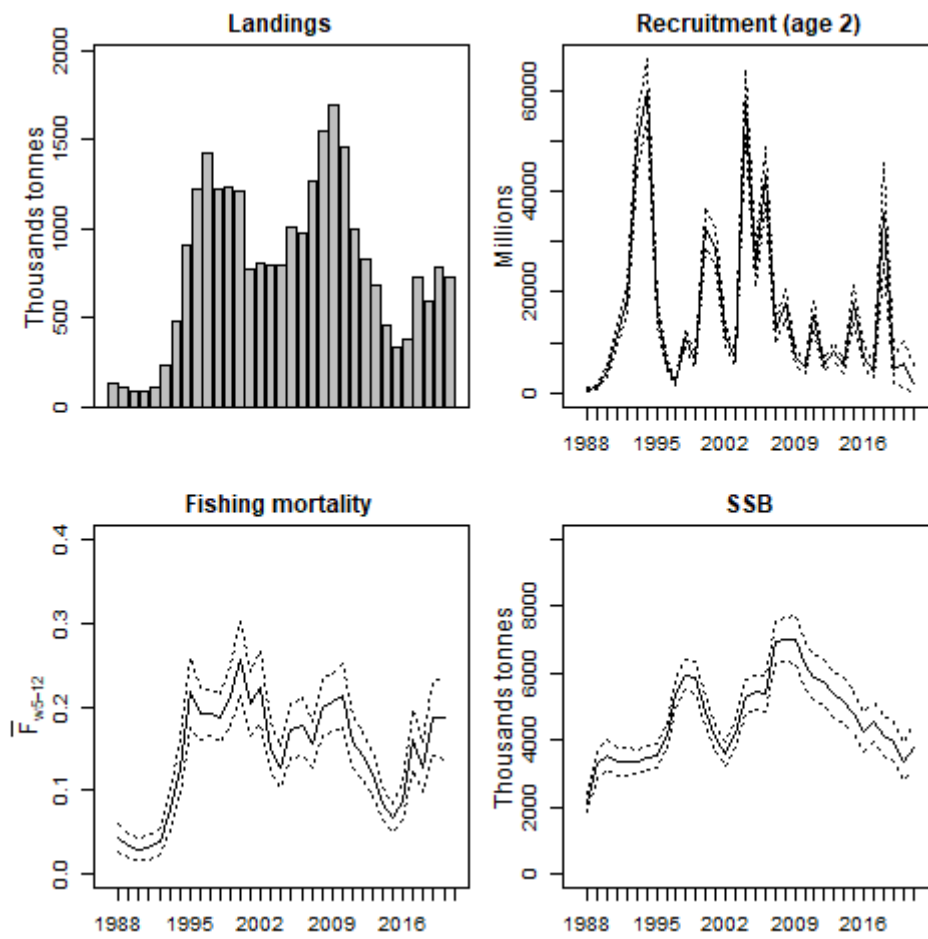 Landings
Thousands tonnes
2000
1500
1000
500
0
Recruitment (age 2)
Millions
60000
40000
20000
0
1988 1995 2002 2009 2016
Fishing mortality
F̅w5–12
0.4
0.3
0.2
0.1
0.0
1988 1995 2002 2009 2016
SSB
Thousands tonnes
8000
6000
4000
2000
0
1988 1995 2002 2009 2016